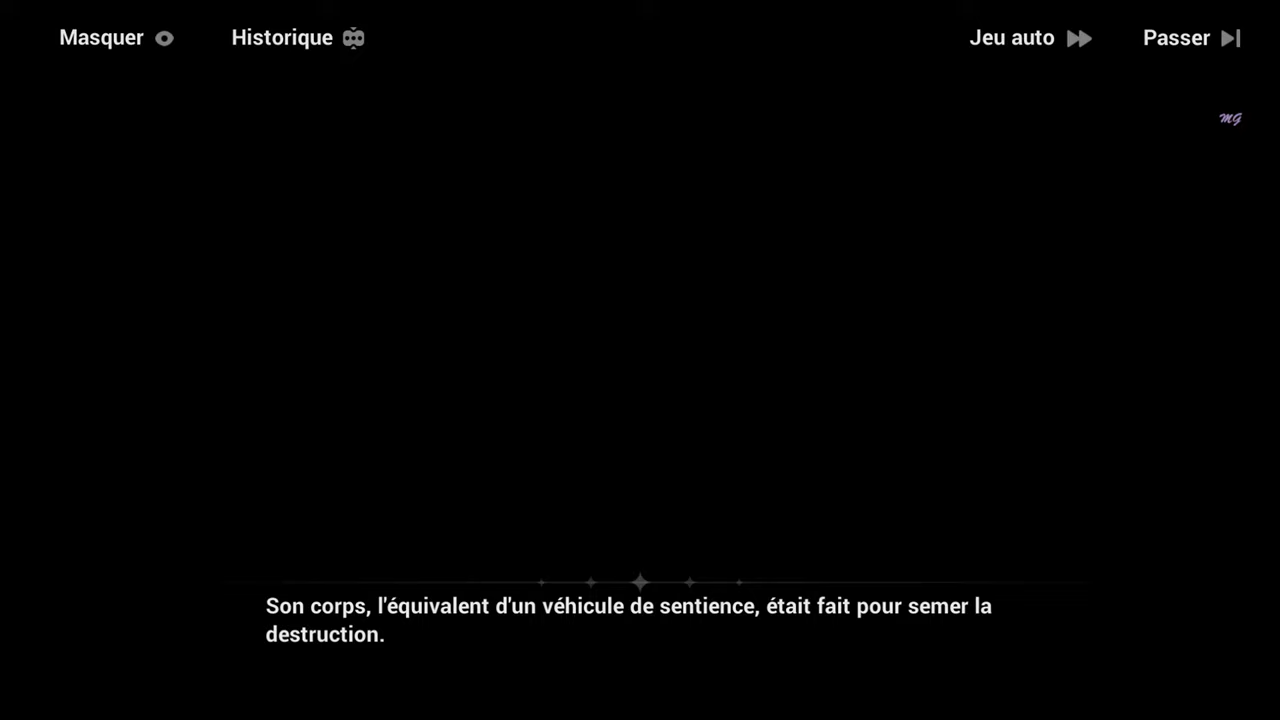 Masquer
Historique
Jeu auto
Passer
MG
Son corps, l'équivalent d'un véhicule de sentience, était fait pour semer la
destruction.